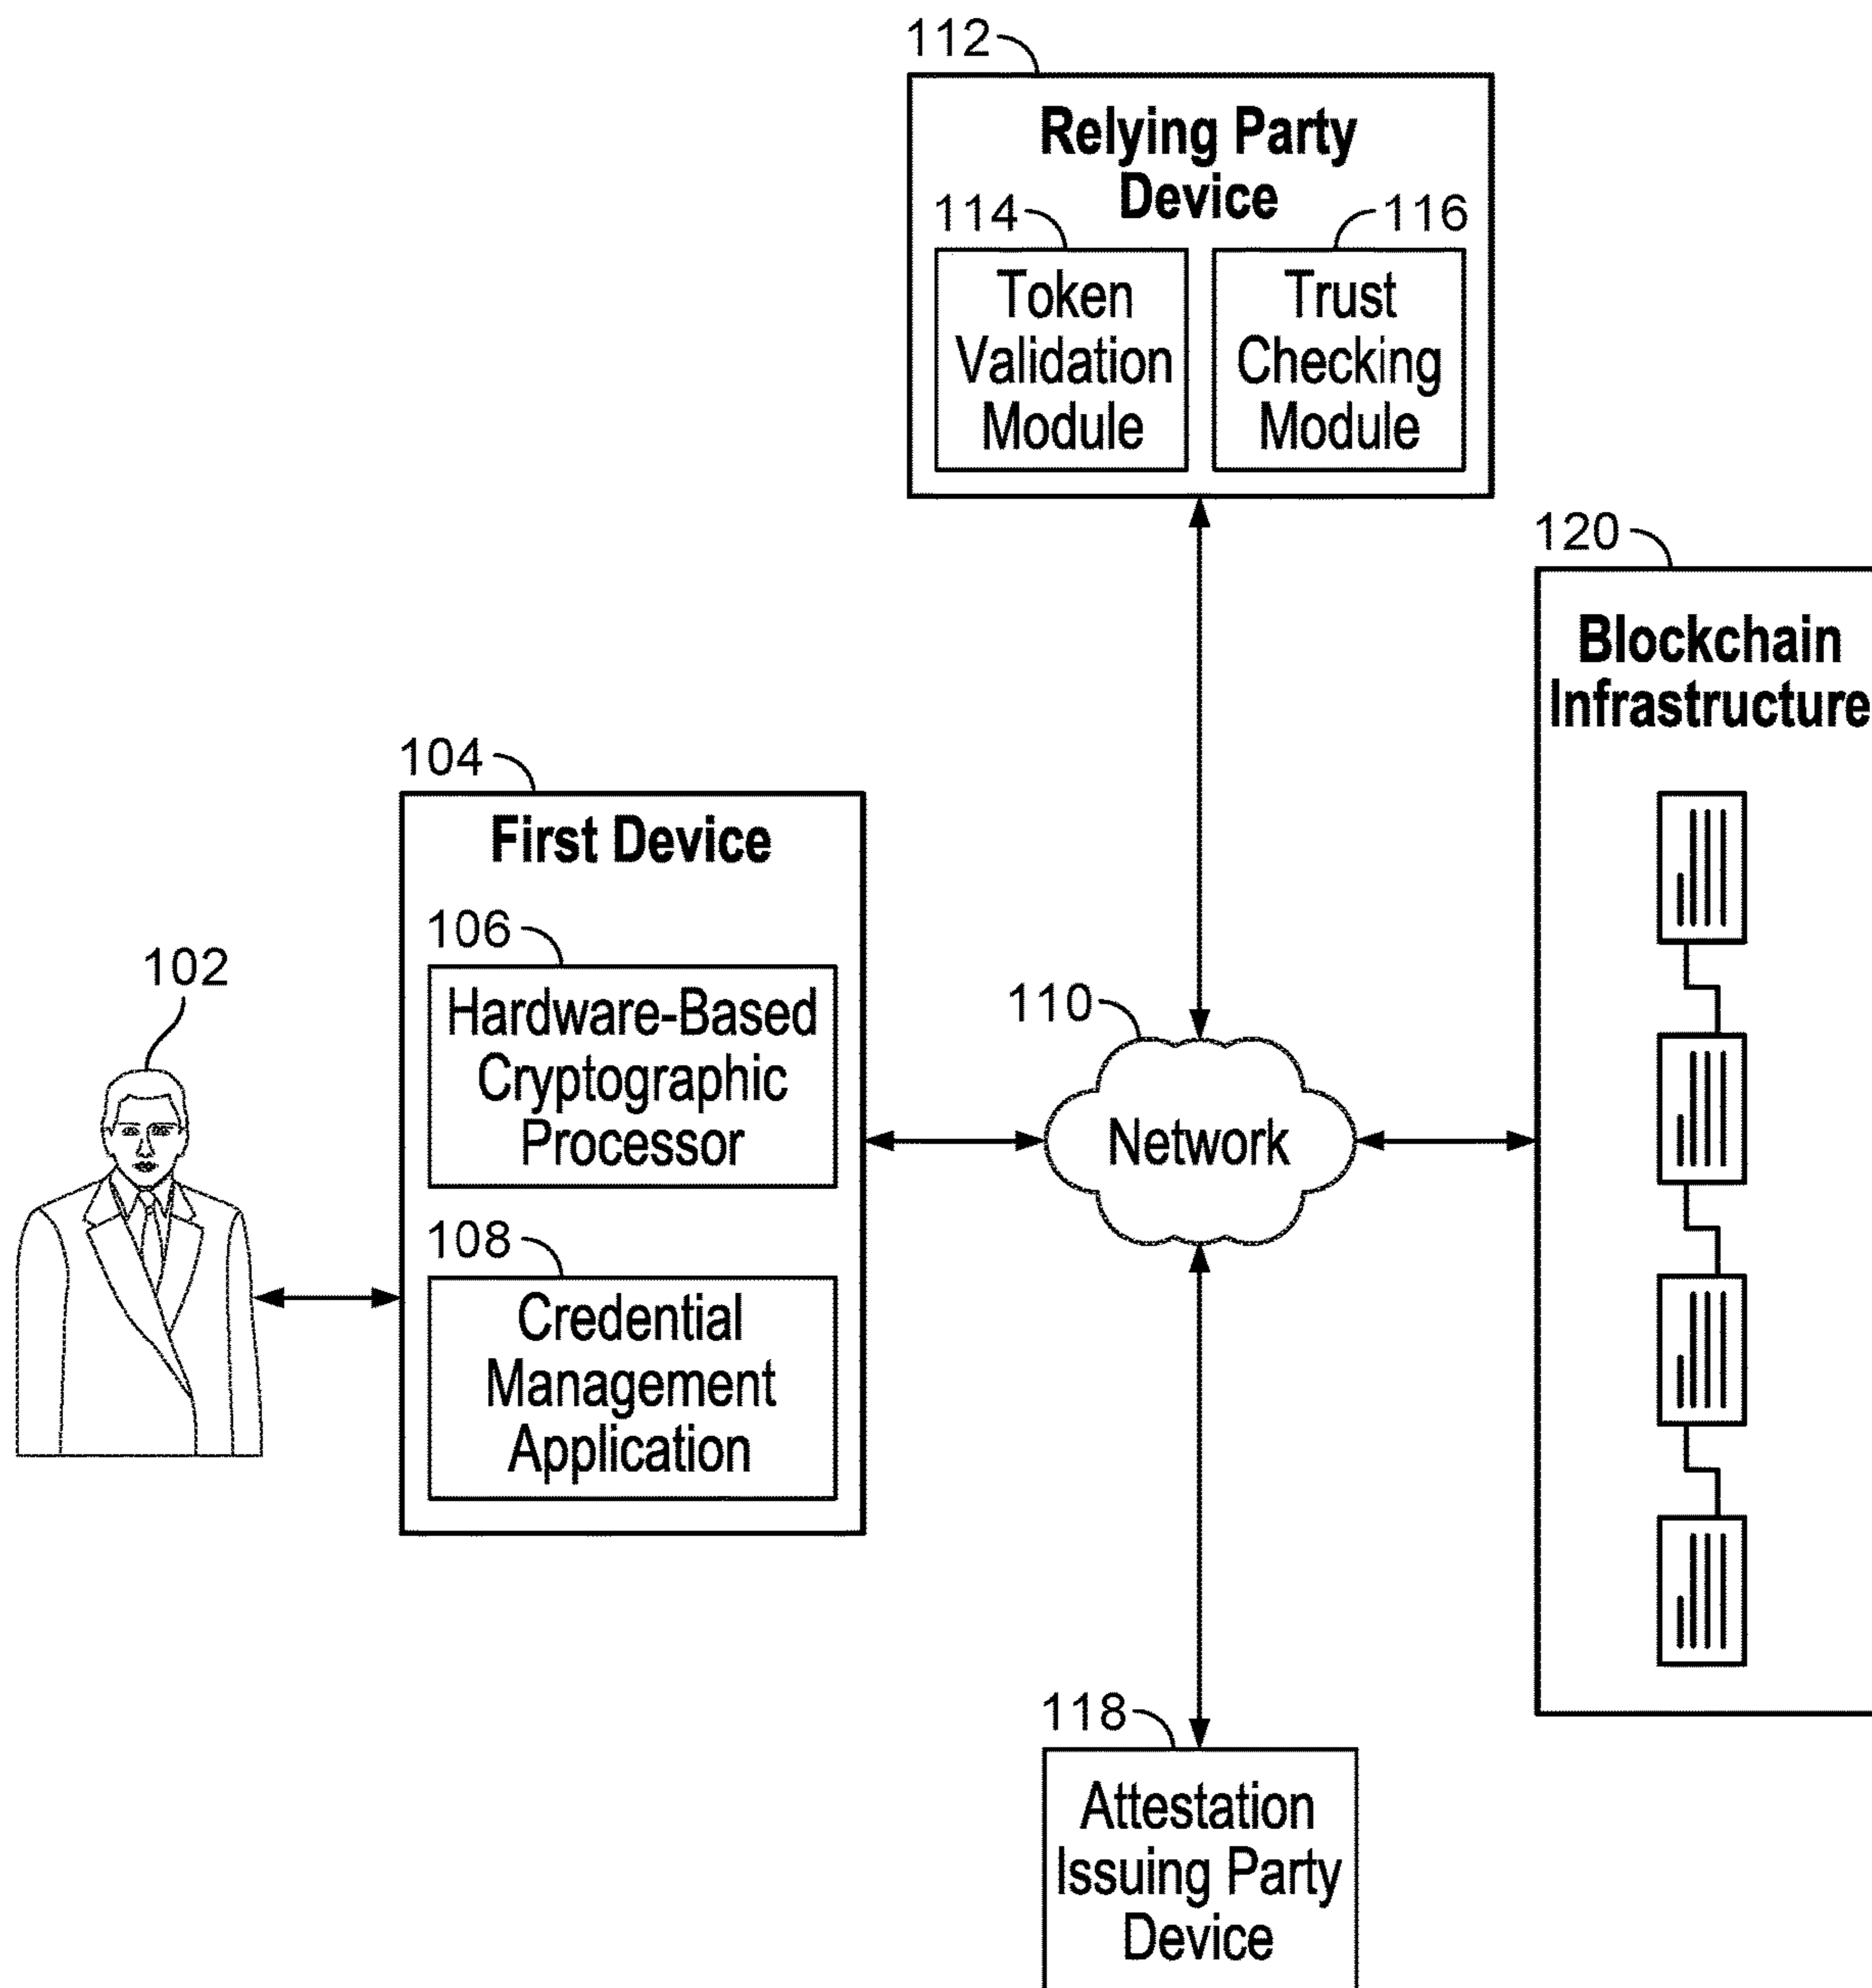 112
Relying Party
Device
114
116
Token
Validation
Module
Trust
Checking
Module
120
Blockchain
Infrastructure
104
First Device
106
Hardware-Based
Cryptographic
Processor
102
110
Network
108
Credential
Management
Application
118
Attestation
Issuing Party
Device